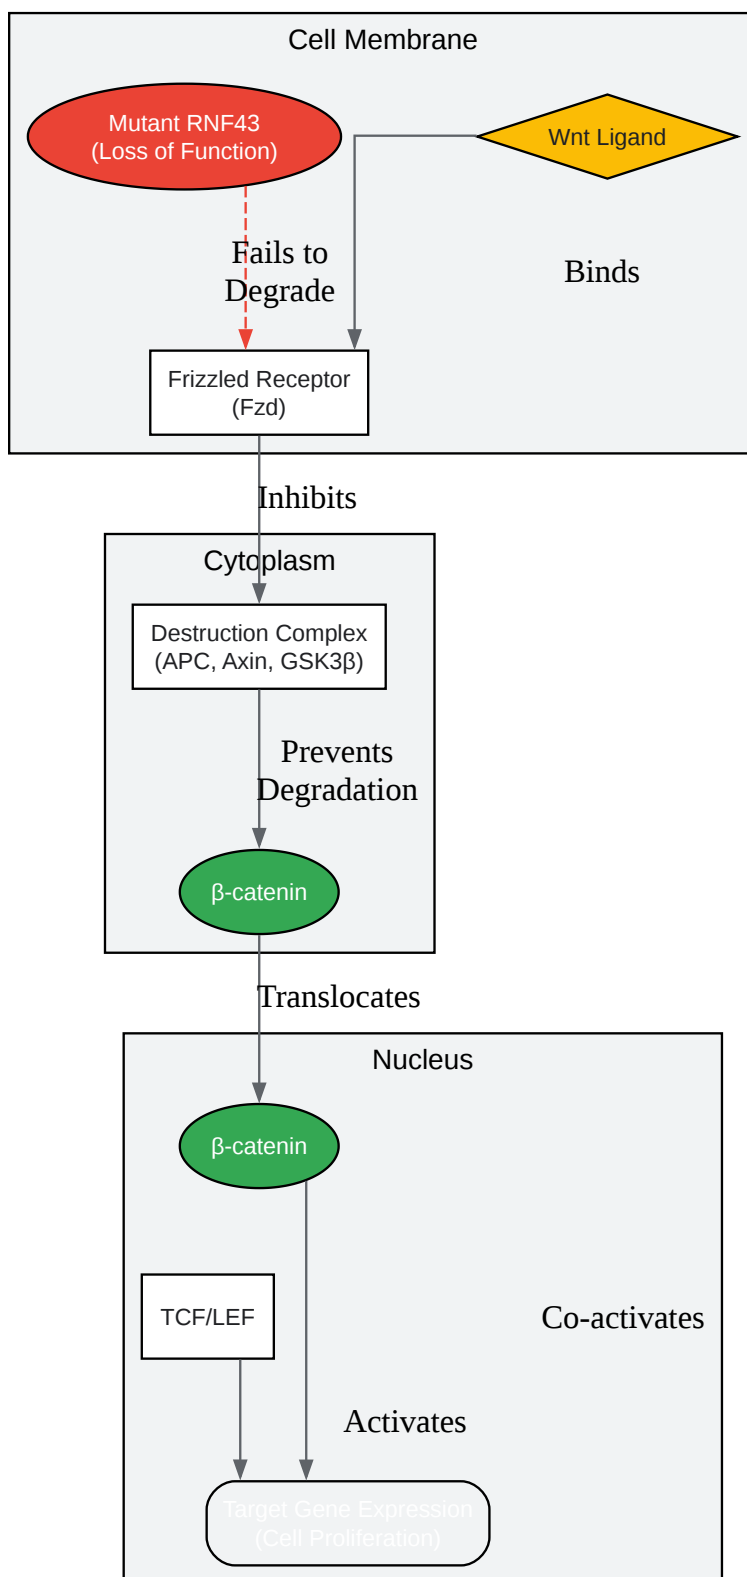 Cell Membrane
Mutant RNF43
(Loss of Function)
Wnt Ligand
Fails to
Degrade
Binds
Frizzled Receptor
(Fzd)
Inhibits
Cytoplasm
Destruction Complex
(APC, Axin, GSK3β)
Prevents
Degradation
β-catenin
Translocates
Nucleus
β-catenin
TCF/LEF
Co-activates
Activates
Target Gene Expression
(Cell Proliferation)